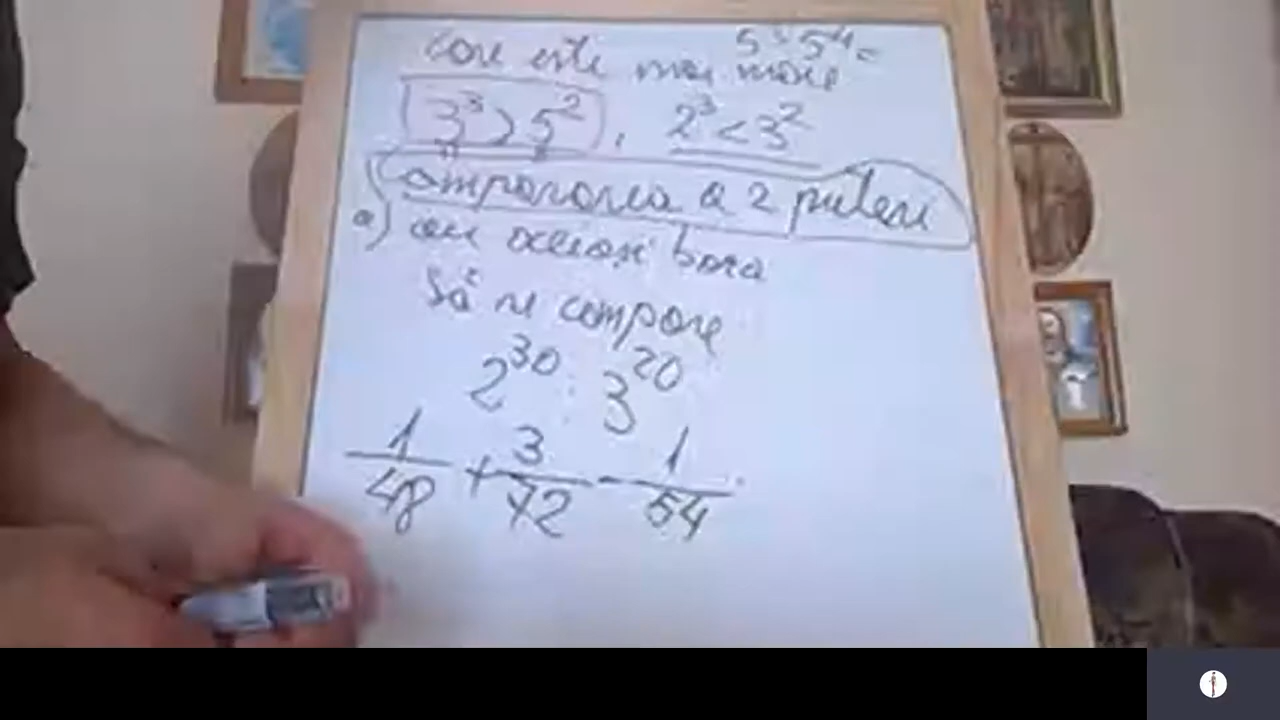 5³ 5⁴ =
care este mai mare
3³ > 5², 2³ < 3²
Compararea a 2 puteri
a) cu aceeași baza
Să se compare
2³⁰ : 3²⁰
1/48 + 3/72 - 1/54